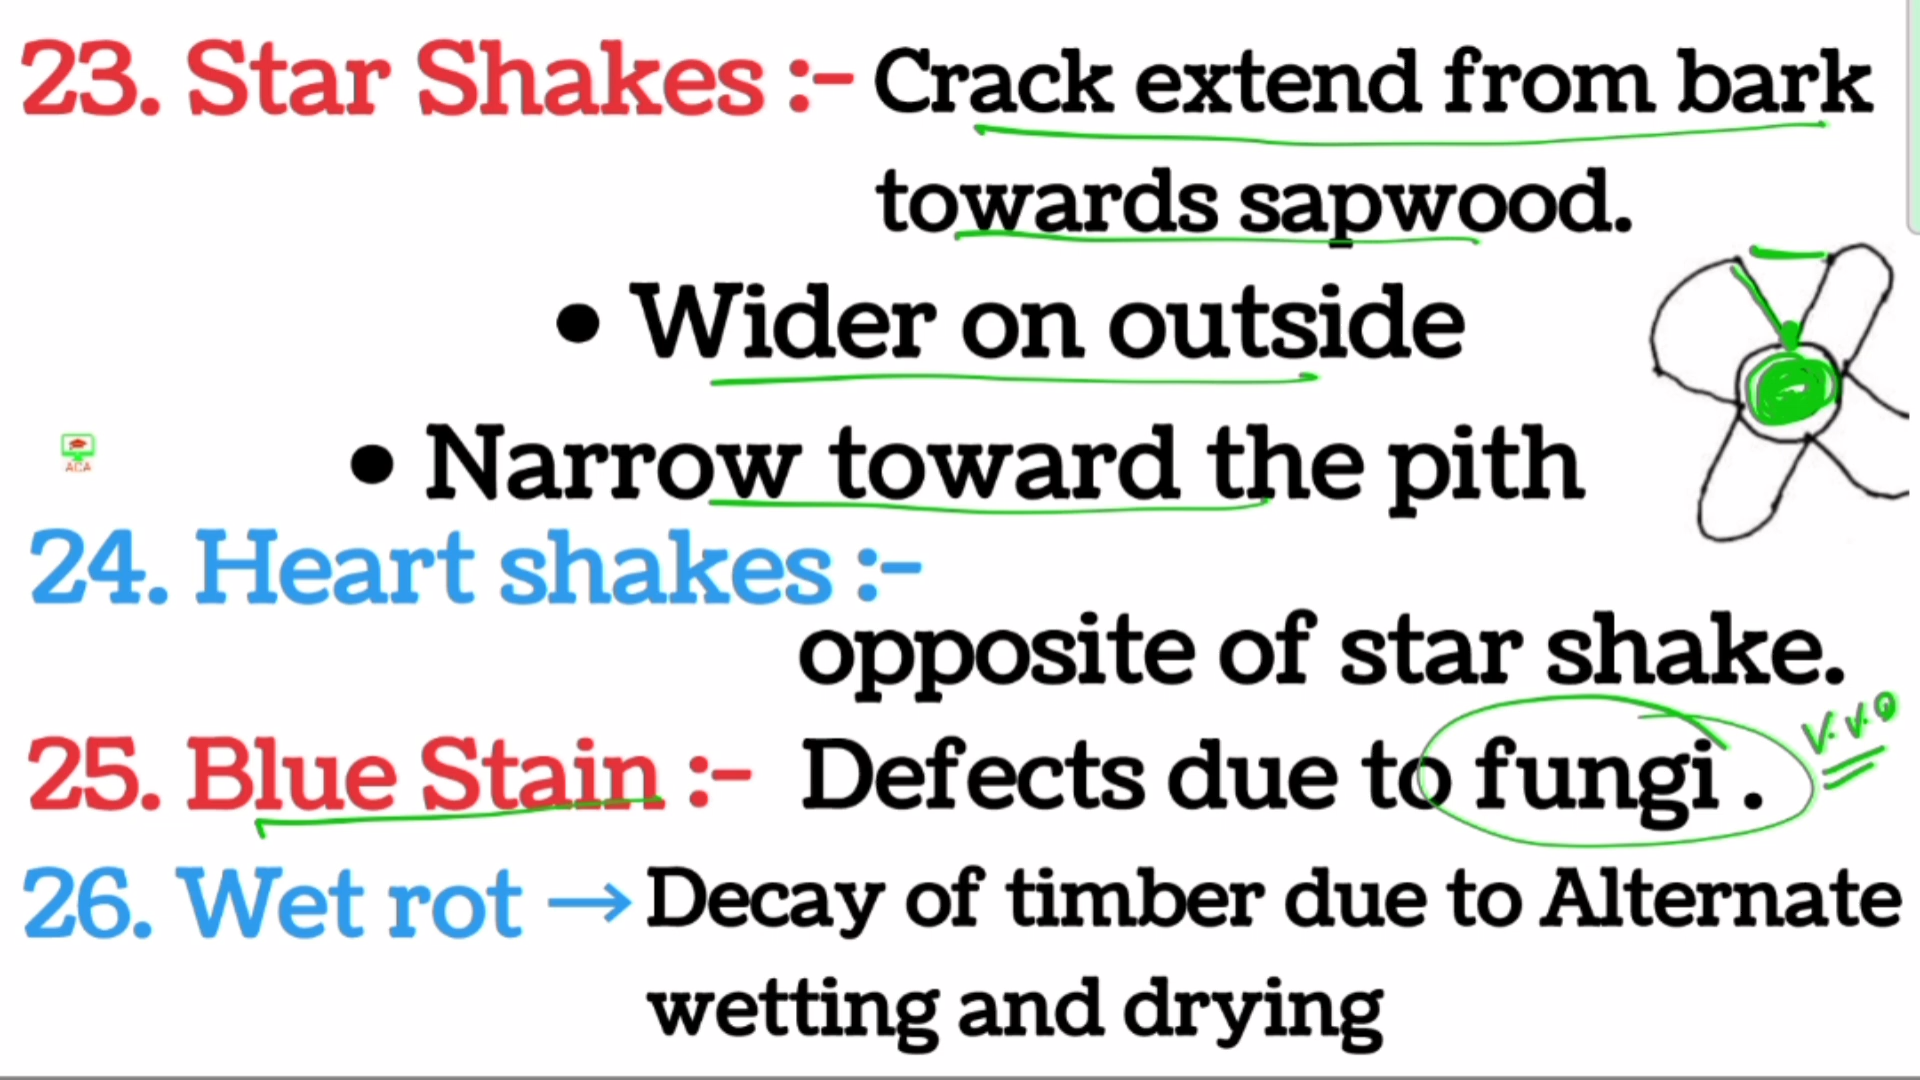 23. Star Shakes :- Crack extend from bark
towards sapwood.
• Wider on outside
• Narrow toward the pith
ACA
24. Heart shakes :-
opposite of star shake.
25. Blue Stain :- Defects due to fungi .
V.V.
26. Wet rot → Decay of timber due to Alternate
wetting and drying